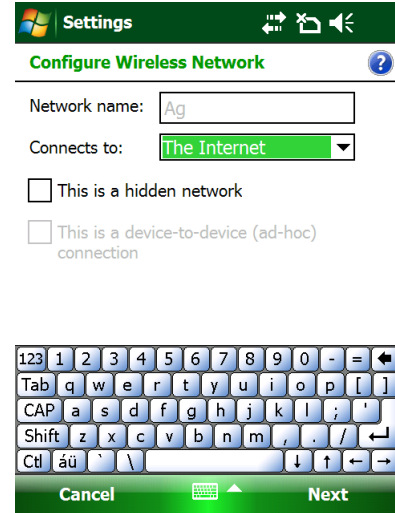 Settings
Configure Wireless Network ?
Network name: Ag
Connects to: The Internet
This is a hidden network
This is a device-to-device (ad-hoc)
connection
123 1 2 3 4 5 6 7 8 9 0 - =
Tab q w e r t y u i o p [ ]
CAP a s d f g h j k l ; '
Shift z x c v b n m , . /
Ctl áü ` \
Cancel Next